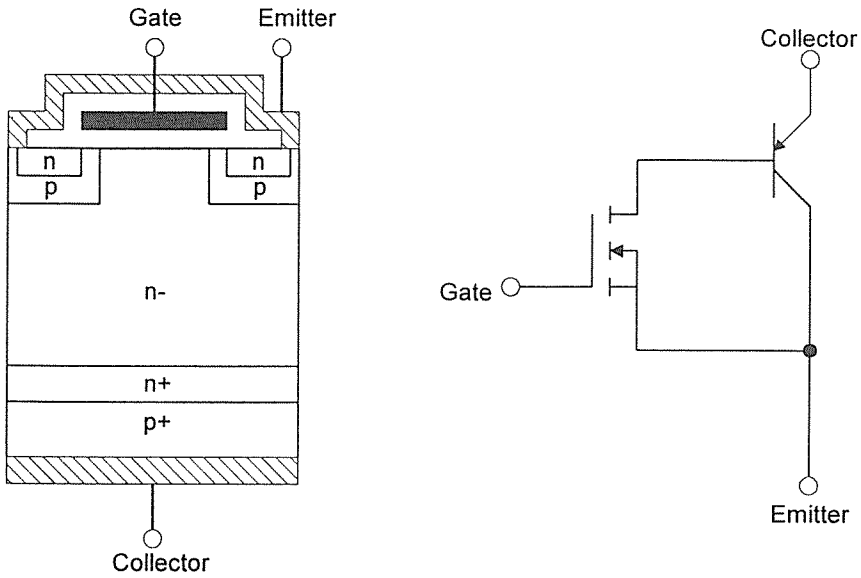 Gate
Emitter
n
n
p
p
n-
n+
p+
Collector
Collector
Gate
Emitter